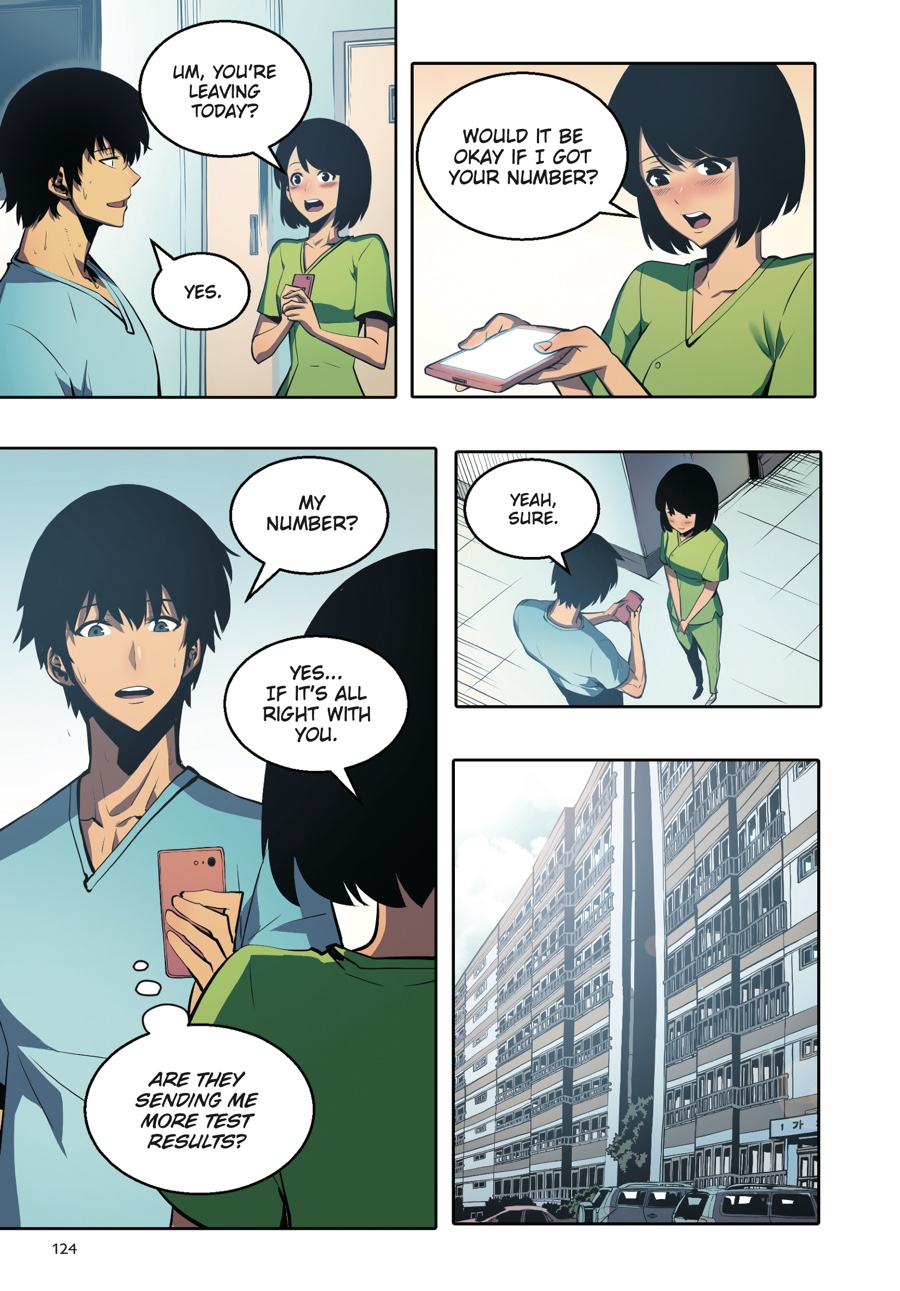 UM, YOU'RE
LEAVING
TODAY?
YES.
WOULD IT BE
OKAY IF I GOT
YOUR NUMBER?
MY
NUMBER?
YES...
IF IT'S ALL
RIGHT WITH
YOU.
ARE THEY
SENDING ME
MORE TEST
RESULTS?
YEAH,
SURE.
1 가
124